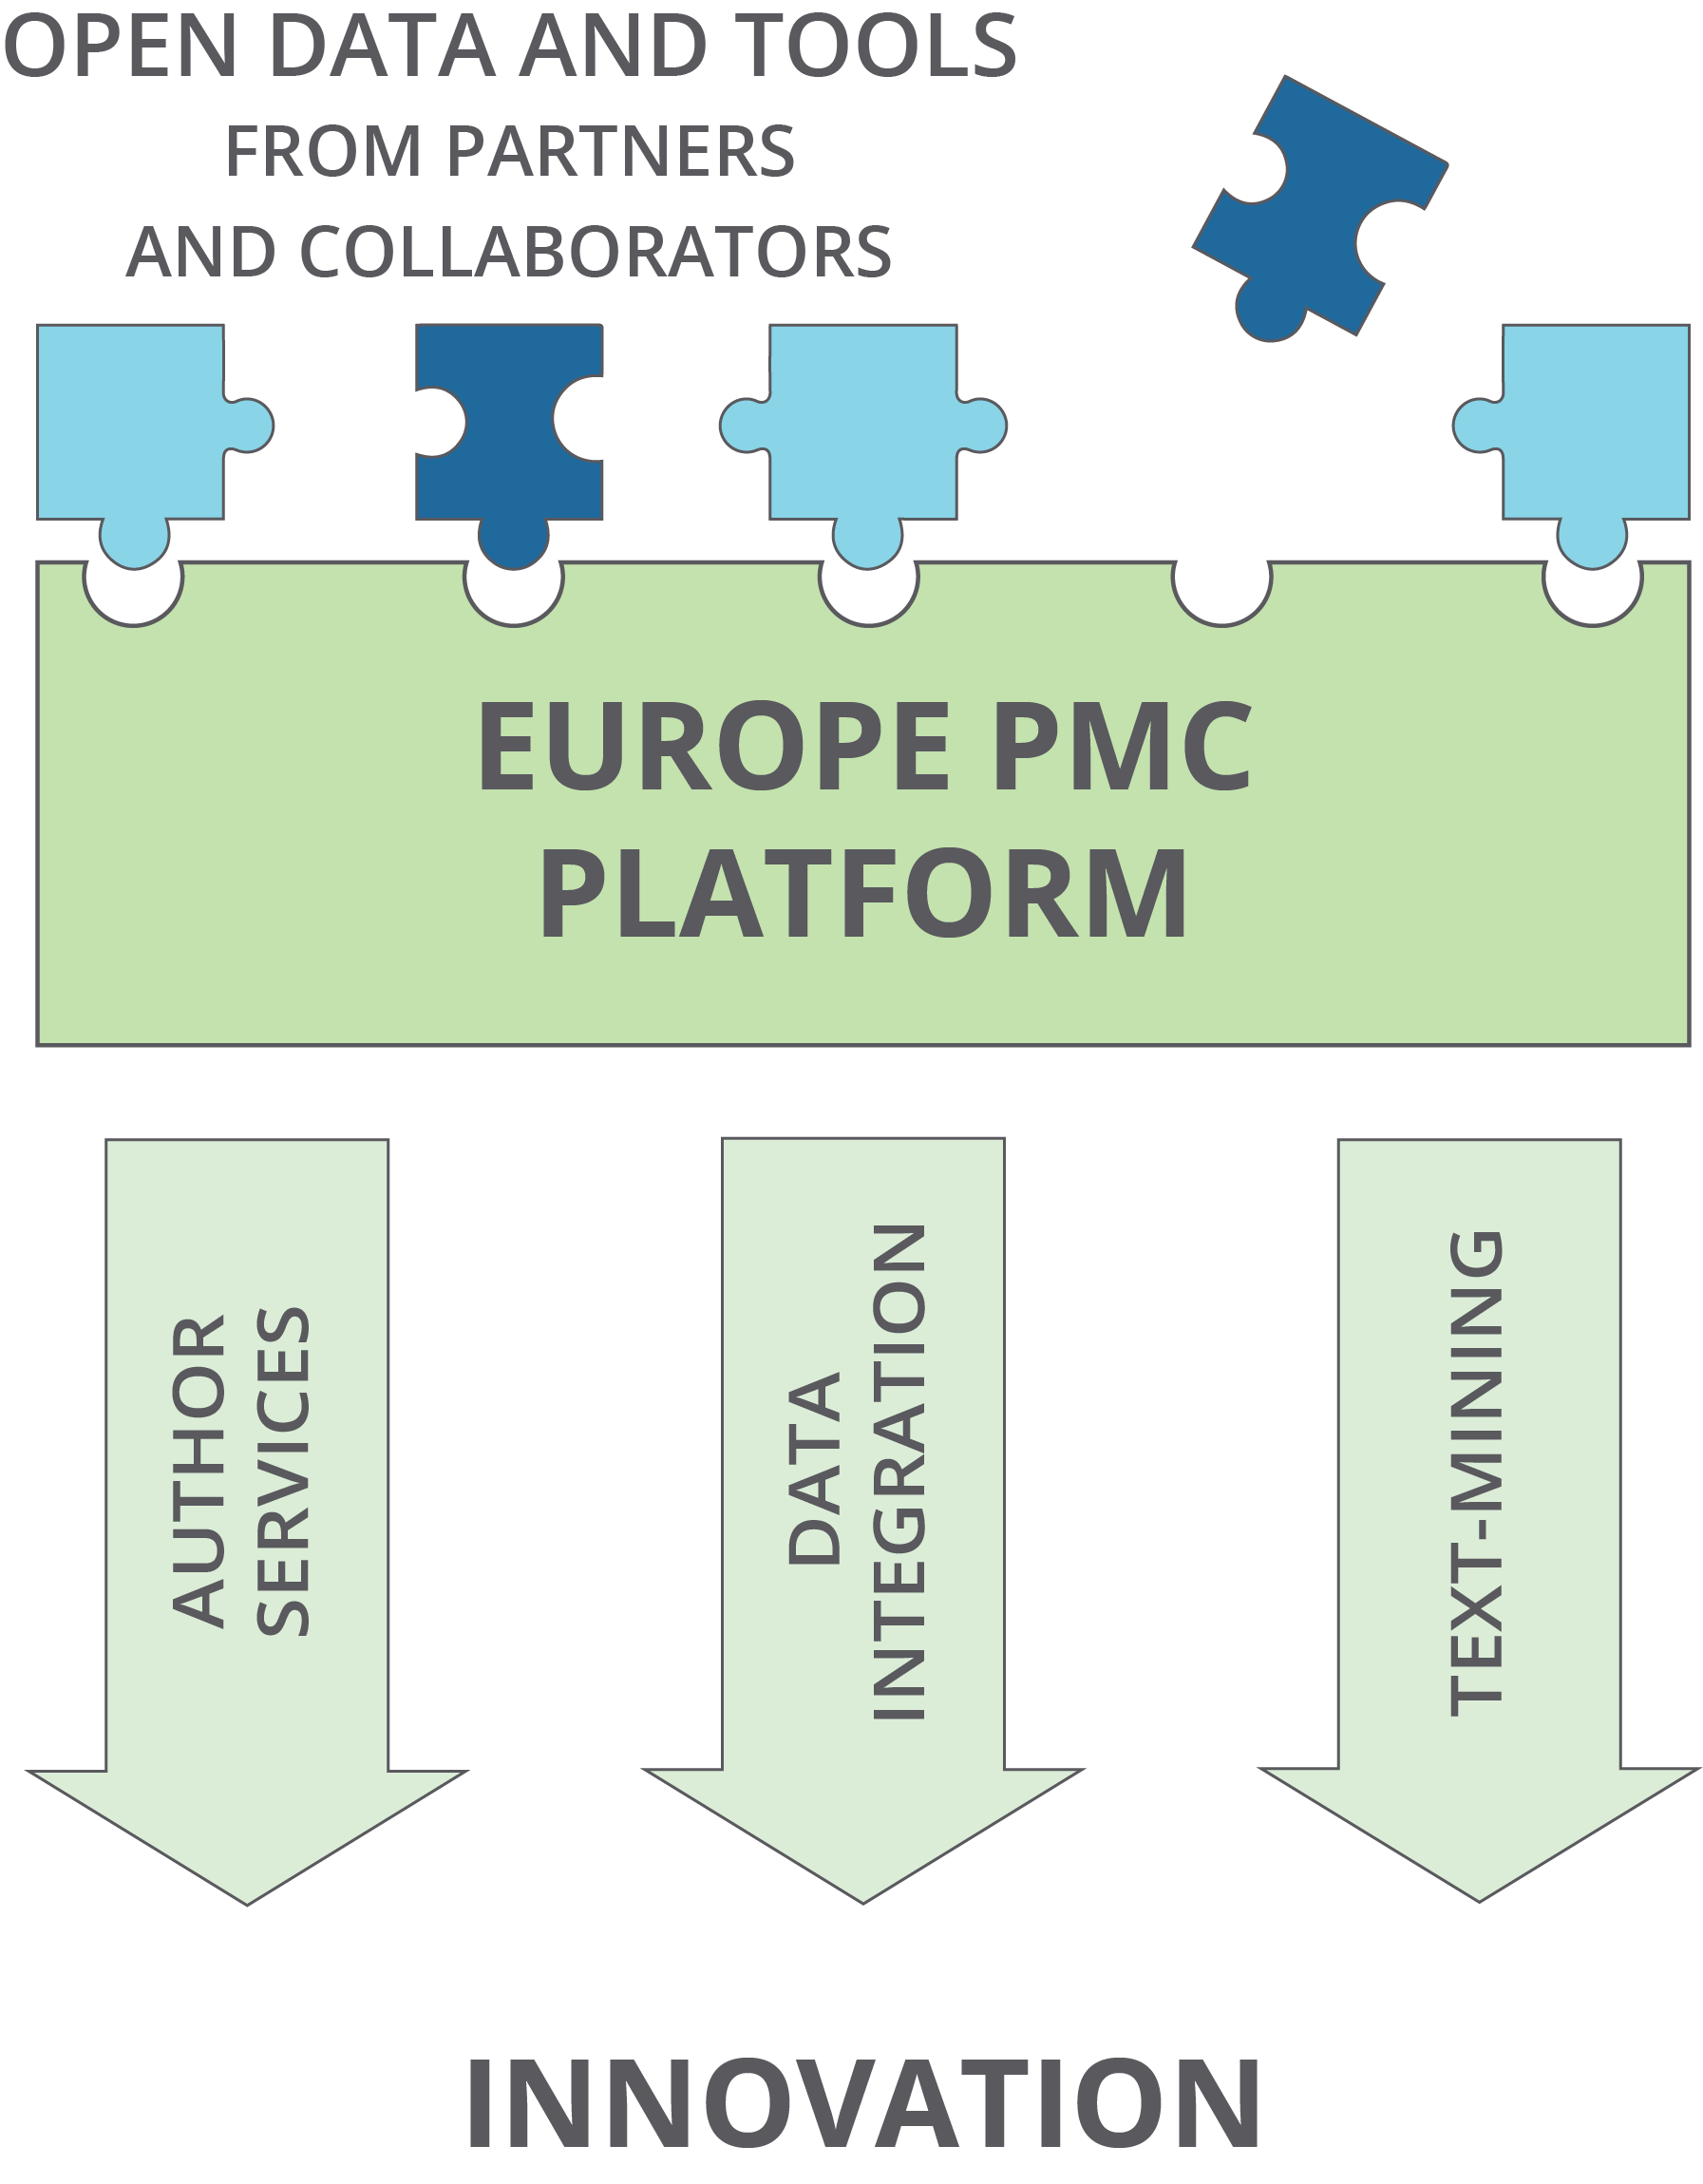 OPEN DATA AND TOOLS
FROM PARTNERS
AND COLLABORATORS
EUROPE PMC
PLATFORM
AUTHOR
SERVICES
DATA
INTEGRATION
TEXT-MINING
INNOVATION